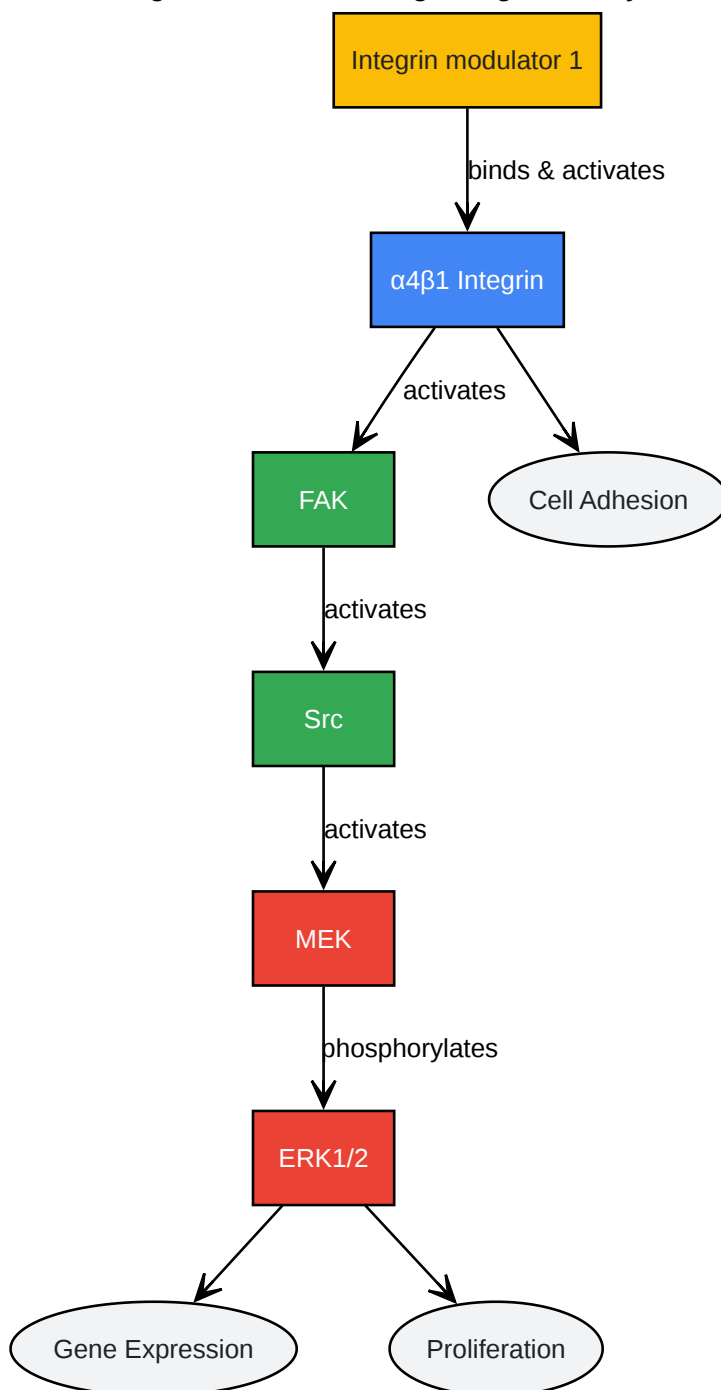 Integrin modulator 1
binds & activates
α4β1 Integrin
activates
FAK
Cell Adhesion
activates
Src
activates
MEK
phosphorylates
ERK1/2
Gene Expression
Proliferation